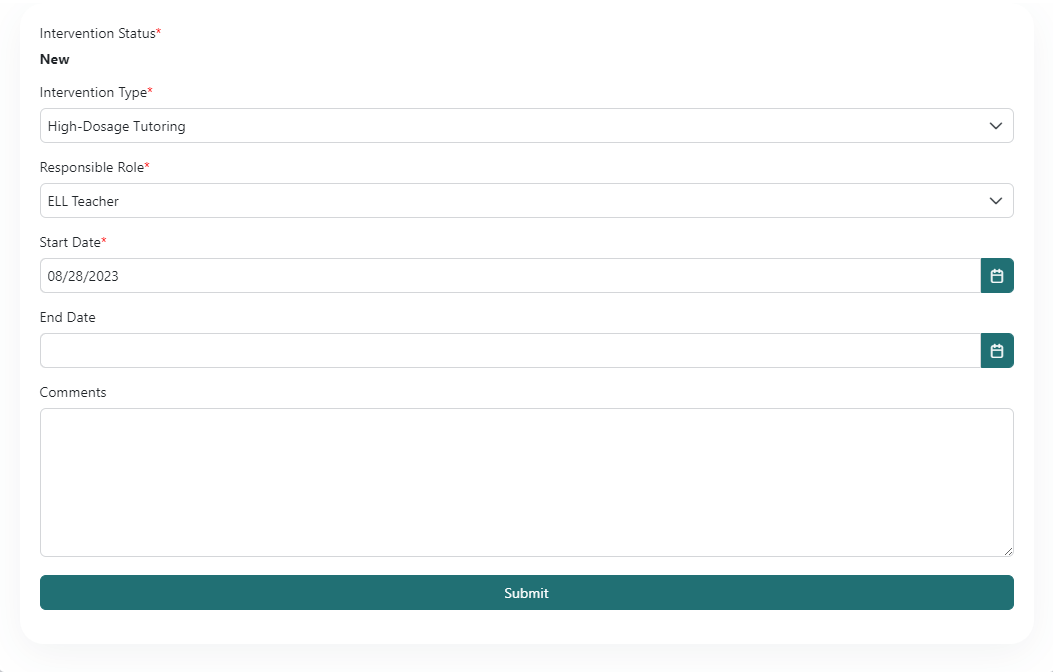 Intervention Status*
New
Intervention Type*
High-Dosage Tutoring
Responsible Role*
ELL Teacher
Start Date*
08/28/2023
End Date
Comments
Submit